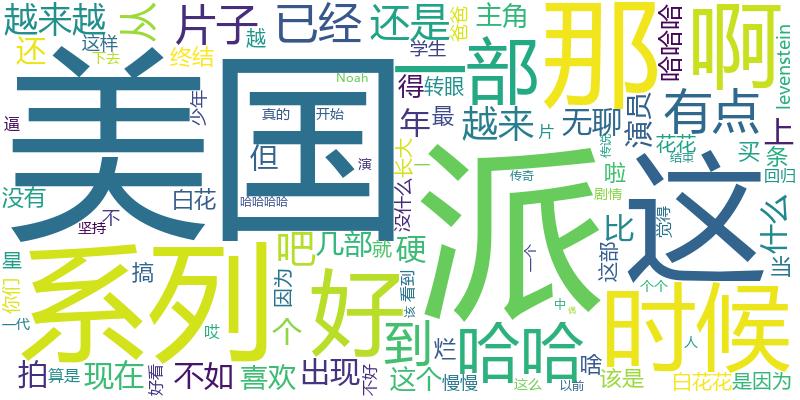 越来越
从
片子
已经
还是
主角
爸爸
那
啊
哈哈哈
levenstein
还
这样
下去
终结
越
学生
Noah
一部
得
转眼
美国
逼
少年
真的
开始
但
年
最
越来
无聊
演员
有点
上
片
传说
花花
结束
买
条
回归
没有
白花
坚持
不
哈哈哈哈
演
没什么
长大
一
派
传奇
啦
剧情
觉得
这
当
什么
星
你们
一代
系列
搞
因为
吧
几部
就
硬
看到
该
一个
这部
比
个个
时候
哎
个
好
到
哈哈
中
偶
人
拍
算是
现在
好看
不如
喜欢
出现
不好
这个
烂
慢慢
这么
啥
以前
该是
白花花
是因为